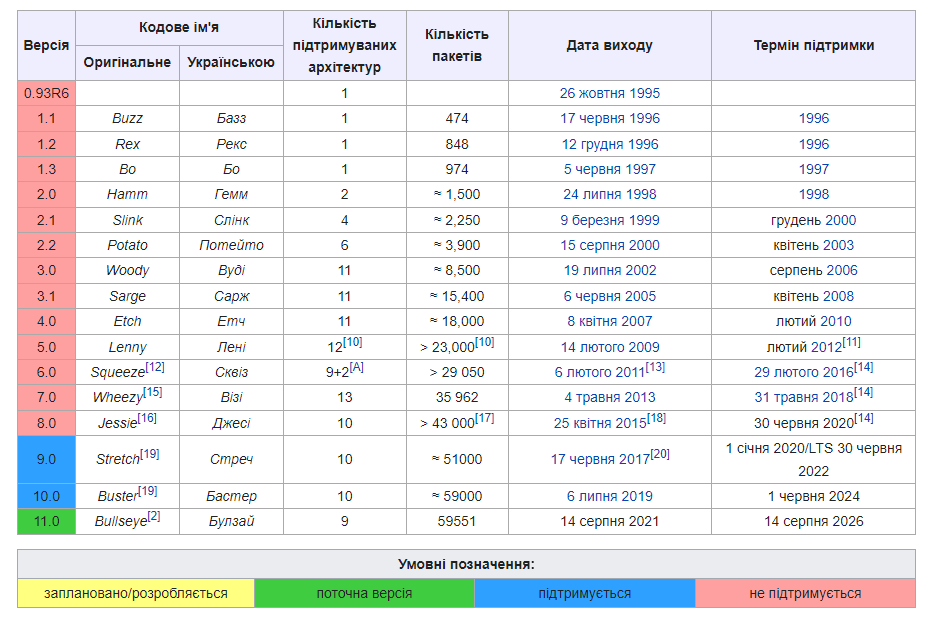 Версія Кодове ім'я Кількість підтримуваних архітектур Кількість пакетів Дата виходу Термін підтримки
Оригінальне Українською
0.93R6 1 26 жовтня 1995
1.1 Buzz Базз 1 474 17 червня 1996 1996
1.2 Rex Рекс 1 848 12 грудня 1996 1996
1.3 Bo Бо 1 974 5 червня 1997 1997
2.0 Hamm Гемм 2 ≈ 1,500 24 липня 1998 1998
2.1 Slink Слінк 4 ≈ 2,250 9 березня 1999 грудень 2000
2.2 Potato Потейто 6 ≈ 3,900 15 серпня 2000 квітень 2003
3.0 Woody Вуді 11 ≈ 8,500 19 липня 2002 серпень 2006
3.1 Sarge Сарж 11 ≈ 15,400 6 червня 2005 квітень 2008
4.0 Etch Етч 11 ≈ 18,000 8 квітня 2007 лютий 2010
5.0 Lenny Лені 12[10] > 23,000[10] 14 лютого 2009 лютий 2012[11]
6.0 Squeeze[12] Сквіз 9+2[A] > 29 050 6 лютого 2011[13] 29 лютого 2016[14]
7.0 Wheezy[15] Візі 13 35 962 4 травня 2013 31 травня 2018[14]
8.0 Jessie[16] Джесі 10 > 43 000[17] 25 квітня 2015[18] 30 червня 2020[14]
9.0 Stretch[19] Стреч 10 ≈ 51000 17 червня 2017[20] 1 січня 2020/LTS 30 червня
2022
10.0 Buster[19] Бастер 10 ≈ 59000 6 липня 2019 1 червня 2024
11.0 Bullseye[2] Булзай 9 59551 14 серпня 2021 14 серпня 2026
Умовні позначення:
заплановано/розробляється поточна версія підтримується не підтримується